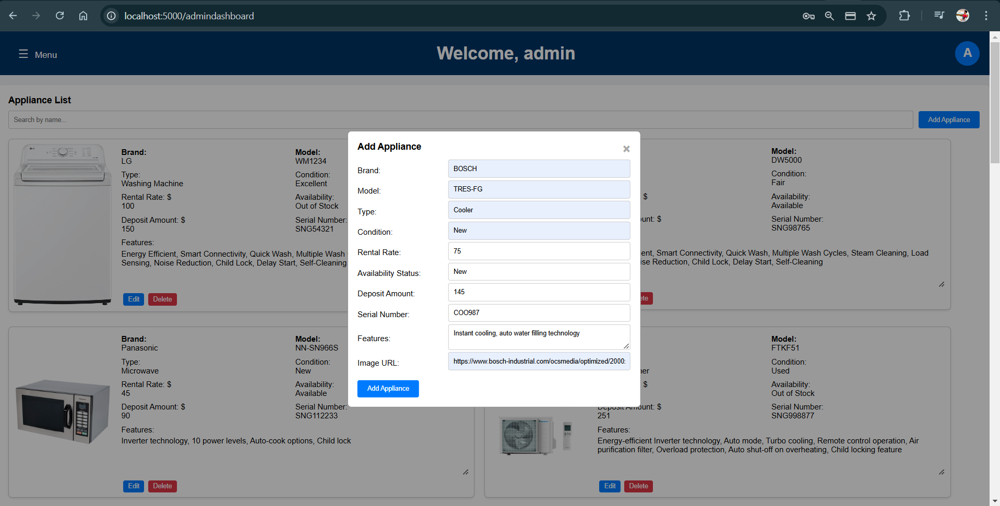 localhost:5000/admindashboard
☰ Menu
Welcome, admin
A
Appliance List
Search by name...
Add Appliance
Brand:
LG
Model:
WM1234
Type:
Washing Machine
Condition:
Excellent
Rental Rate: $
100
Availability:
Out of Stock
Deposit Amount: $
150
Serial Number:
SNG54321
Features:
Energy Efficient, Smart Connectivity, Quick Wash, Multiple Wash
Sensing, Noise Reduction, Child Lock, Delay Start, Self-Cleaning
Edit
Delete
Add Appliance
×
Brand:
BOSCH
Model:
TRES-FG
Type:
Cooler
Condition:
New
Rental Rate:
75
Availability Status:
New
Deposit Amount:
145
Serial Number:
COO987
Features:
Instant cooling, auto water filling technology
Image URL:
https://www.bosch-industrial.com/ocsmedia/optimized/2000
Add Appliance
Model:
DW5000
Condition:
Fair
$
Availability:
Available
unt: $
Serial Number:
SNG98765
ent, Smart Connectivity, Quick Wash, Multiple Wash Cycles, Steam Cleaning, Load
ise Reduction, Child Lock, Delay Start, Self-Cleaning
ete
Brand:
Panasonic
Model:
NN-SN966S
Type:
Microwave
Condition:
New
Rental Rate: $
45
Availability:
Available
Deposit Amount: $
90
Serial Number:
SNG112233
Features:
Inverter technology, 10 power levels, Auto-cook options, Child lock
Edit
Delete
Model:
FTKF51
ner
Condition:
Used
$
Availability:
Out of Stock
Deposit Amount: $
251
Serial Number:
SNG998877
Features:
Energy-efficient Inverter technology, Auto mode, Turbo cooling, Remote control operation, Air
purification filter, Overload protection, Auto shut-off on overheating, Child locking feature
Edit
Delete